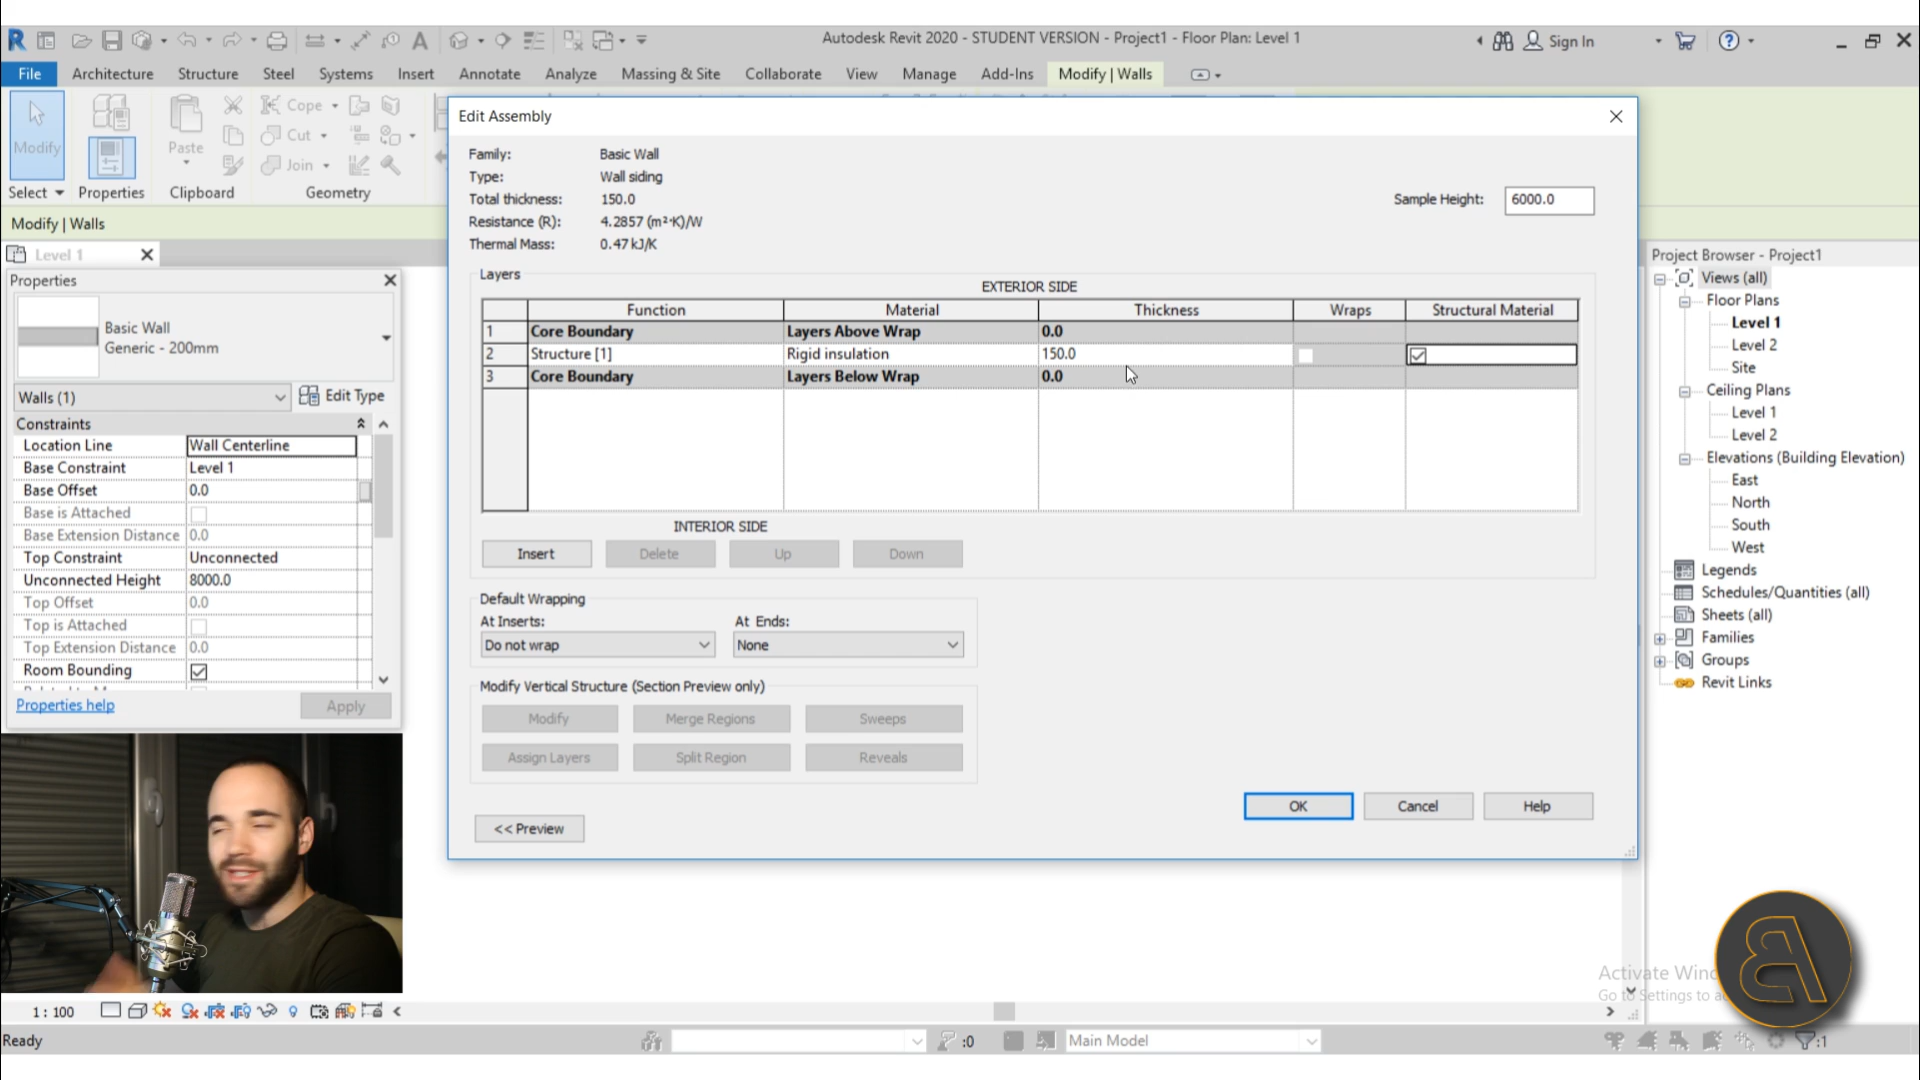 Autodesk Revit 2020 - STUDENT VERSION - Project1 - Floor Plan: Level 1
Sign In
File Architecture Structure Steel Systems Insert Annotate Analyze Massing & Site Collaborate View Manage Add-Ins Modify | Walls
Modify
Paste
Cope
Cut
Join
Select Properties Clipboard Geometry
Modify | Walls
Level 1
Properties
Basic Wall
Generic - 200mm
Walls (1) Edit Type
Constraints
Location Line Wall Centerline
Base Constraint Level 1
Base Offset 0.0
Base is Attached
Base Extension Distance 0.0
Top Constraint Unconnected
Unconnected Height 8000.0
Top Offset 0.0
Top is Attached
Top Extension Distance 0.0
Room Bounding
Properties help Apply
Edit Assembly
Family: Basic Wall
Type: Wall siding
Total thickness: 150.0
Resistance (R): 4.2857 (m²·K)/W
Thermal Mass: 0.47 kJ/K
Sample Height: 6000.0
Layers
EXTERIOR SIDE
Function Material Thickness Wraps Structural Material
1 Core Boundary Layers Above Wrap 0.0
2 Structure [1] Rigid insulation 150.0
3 Core Boundary Layers Below Wrap 0.0
INTERIOR SIDE
Insert Delete Up Down
Default Wrapping
At Inserts: At Ends:
Do not wrap None
Modify Vertical Structure (Section Preview only)
Modify Merge Regions Sweeps
Assign Layers Split Region Reveals
OK Cancel Help
<< Preview
Project Browser - Project1
Views (all)
Floor Plans
Level 1
Level 2
Site
Ceiling Plans
Level 1
Level 2
Elevations (Building Elevation)
East
North
South
West
Legends
Schedules/Quantities (all)
Sheets (all)
Families
Groups
Revit Links
Activate Wind
Go to Settings to a
1 : 100
Ready
:0
Main Model
:1